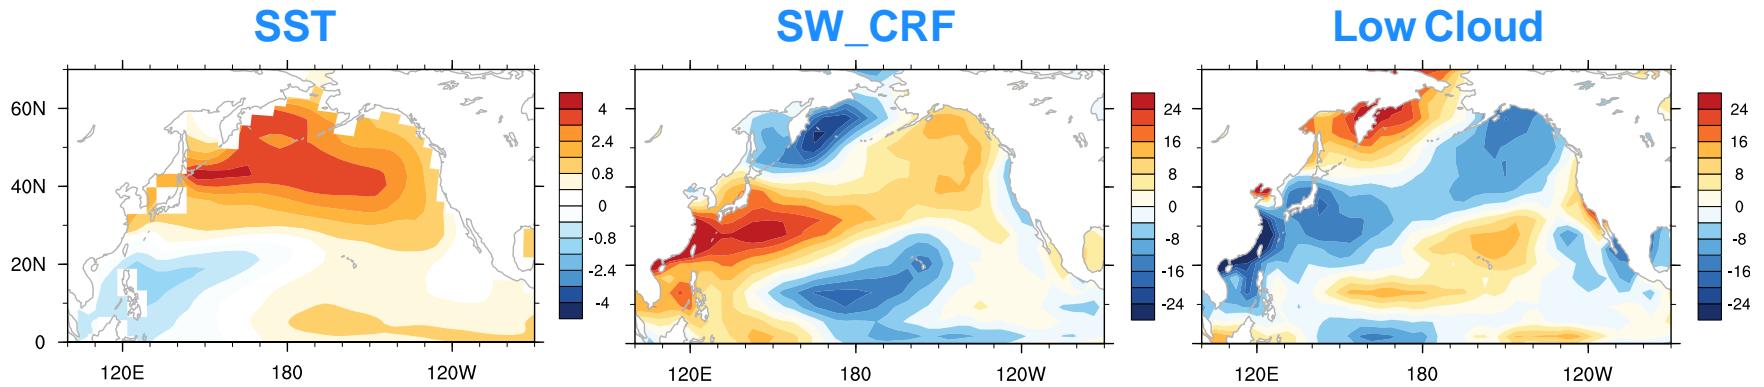 SST SW_CRF Low Cloud
60N 4 24 24
2.4 16 16
40N 0.8 8 8
0 0 0
-0.8 -8 -8
20N -2.4 -16 -16
-4 -24 -24
0
120E 180 120W 120E 180 120W 120E 180 120W